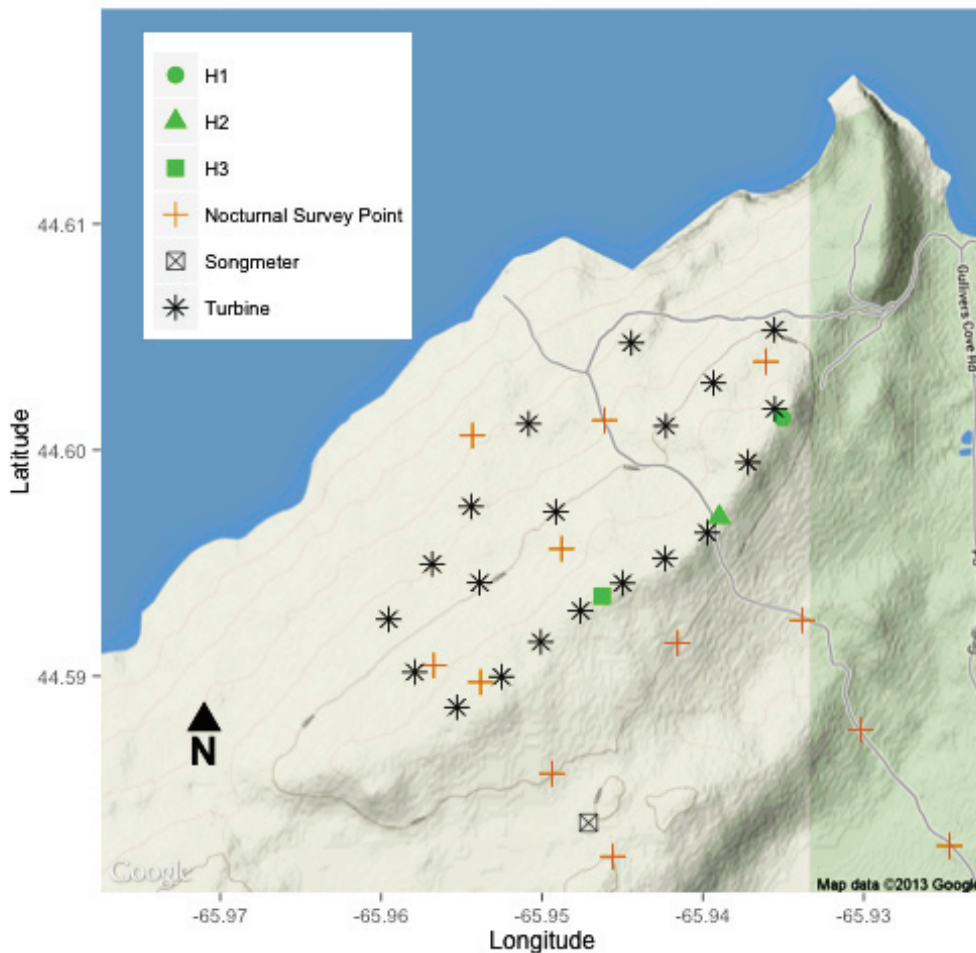 H1
H2
H3
Nocturnal Survey Point
Songmeter
Turbine
44.61
44.60
44.59
Latitude
Gullivers Cove Rd
N
Google
Map data ©2013 Google
-65.97
-65.96
-65.95
-65.94
-65.93
Longitude